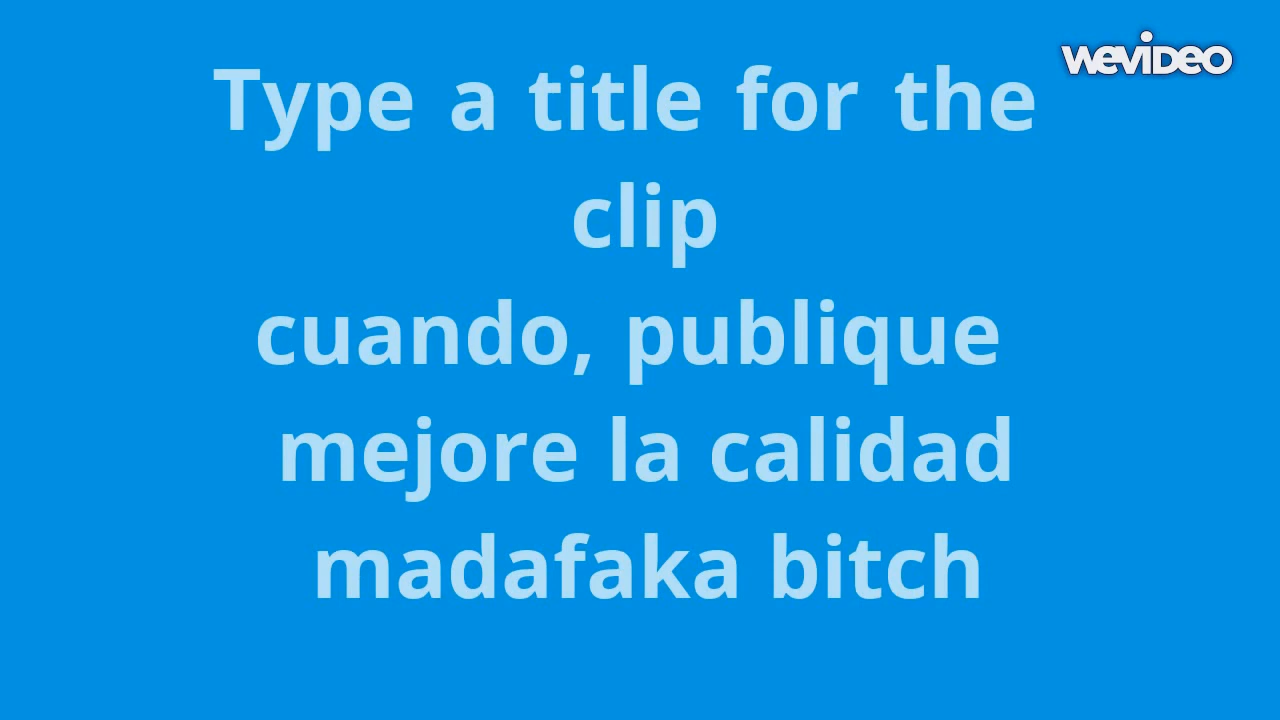 wevideo
Type a title for the
clip
cuando, publique
mejore la calidad
madafaka bitch